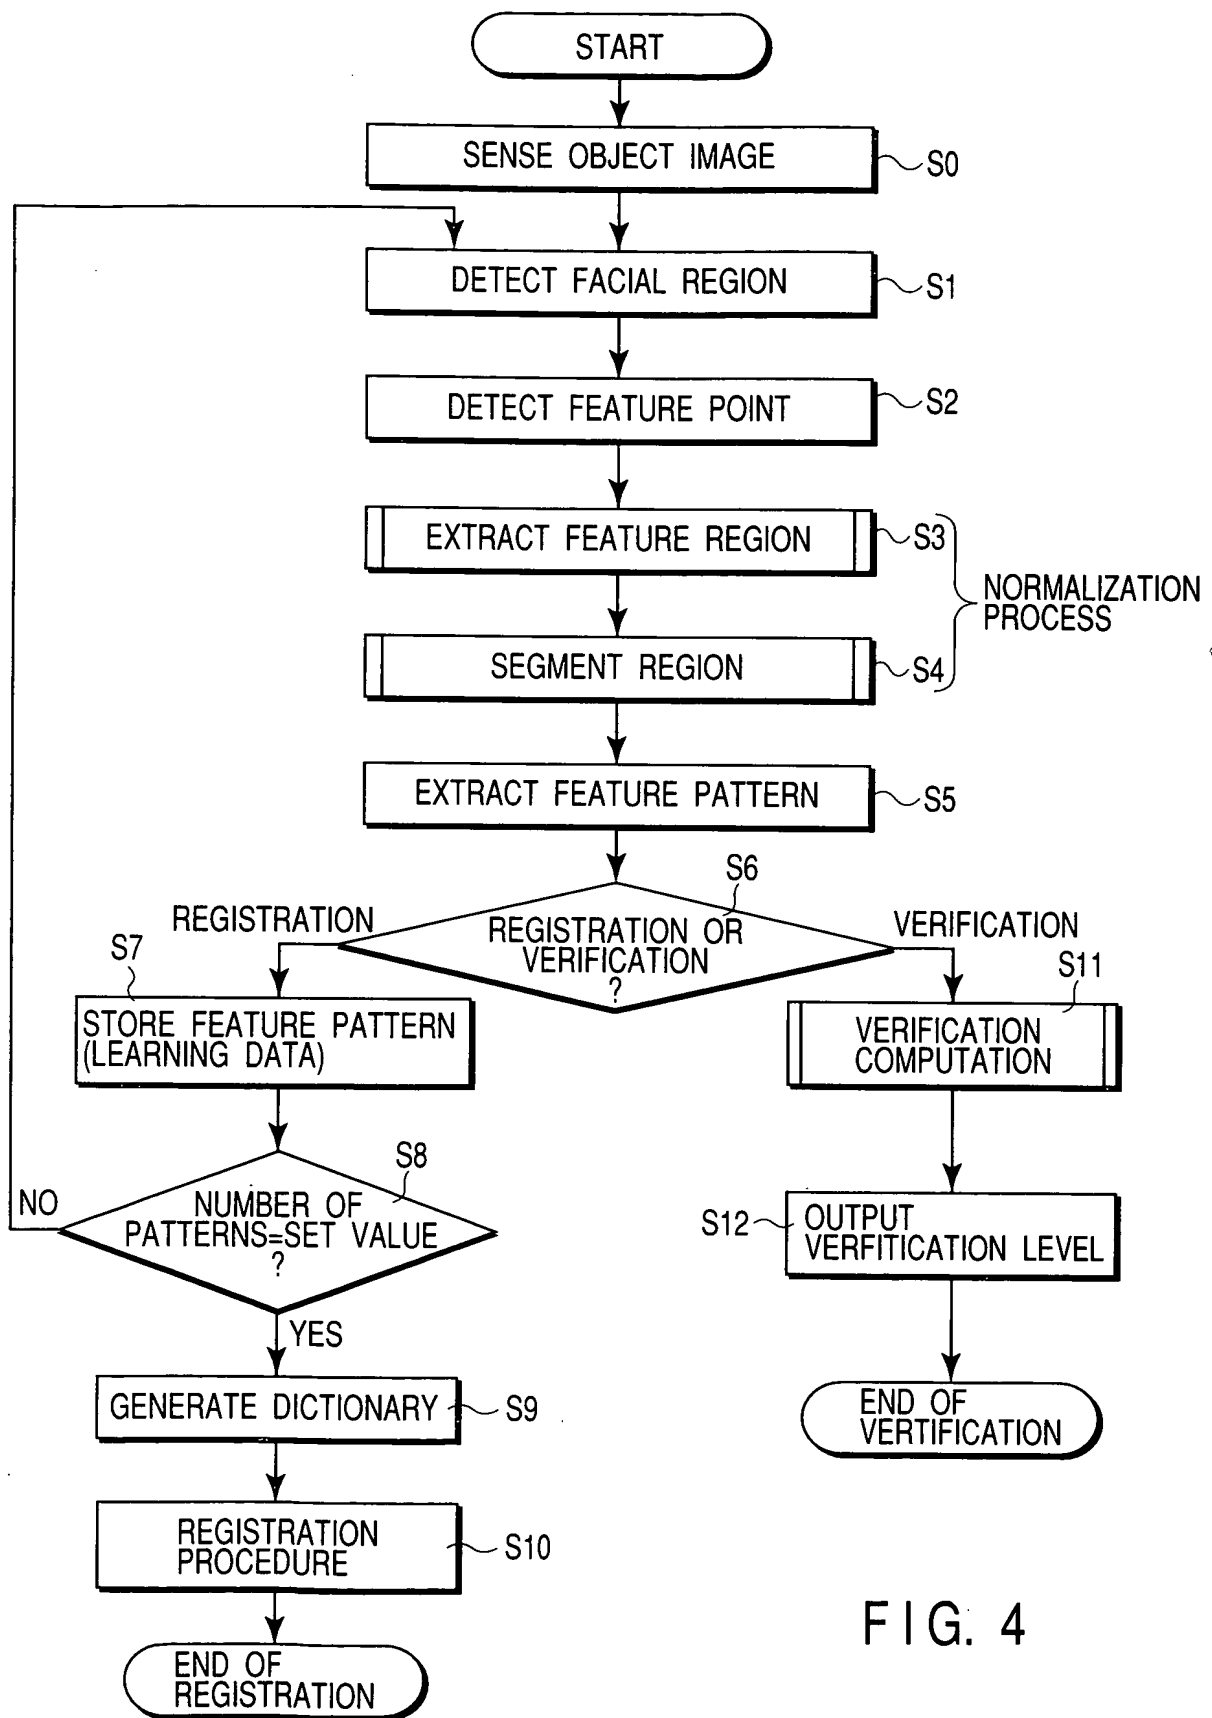 START
SENSE OBJECT IMAGE
S0
DETECT FACIAL REGION
S1
DETECT FEATURE POINT
S2
EXTRACT FEATURE REGION
S3
NORMALIZATION
PROCESS
SEGMENT REGION
S4
EXTRACT FEATURE PATTERN
S5
S6
REGISTRATION
REGISTRATION OR
VERIFICATION
?
VERIFICATION
S7
STORE FEATURE PATTERN
(LEARNING DATA)
S11
VERIFICATION
COMPUTATION
S8
NO
NUMBER OF
PATTERNS=SET VALUE
?
YES
S12
OUTPUT
VERFITICATION LEVEL
GENERATE DICTIONARY
S9
END OF
VERTIFICATION
REGISTRATION
PROCEDURE
S10
END OF
REGISTRATION
FIG. 4